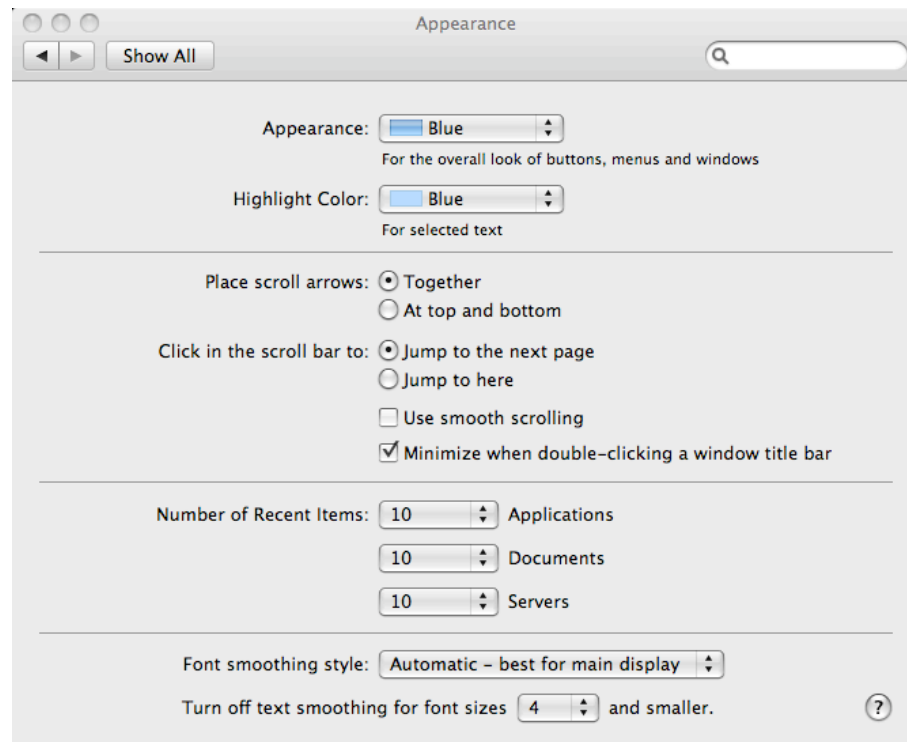 Appearance
Show All
Appearance: Blue
For the overall look of buttons, menus and windows
Highlight Color: Blue
For selected text
Place scroll arrows: Together
At top and bottom
Click in the scroll bar to: Jump to the next page
Jump to here
Use smooth scrolling
Minimize when double-clicking a window title bar
Number of Recent Items: 10 Applications
10 Documents
10 Servers
Font smoothing style: Automatic – best for main display
Turn off text smoothing for font sizes 4 and smaller. ?